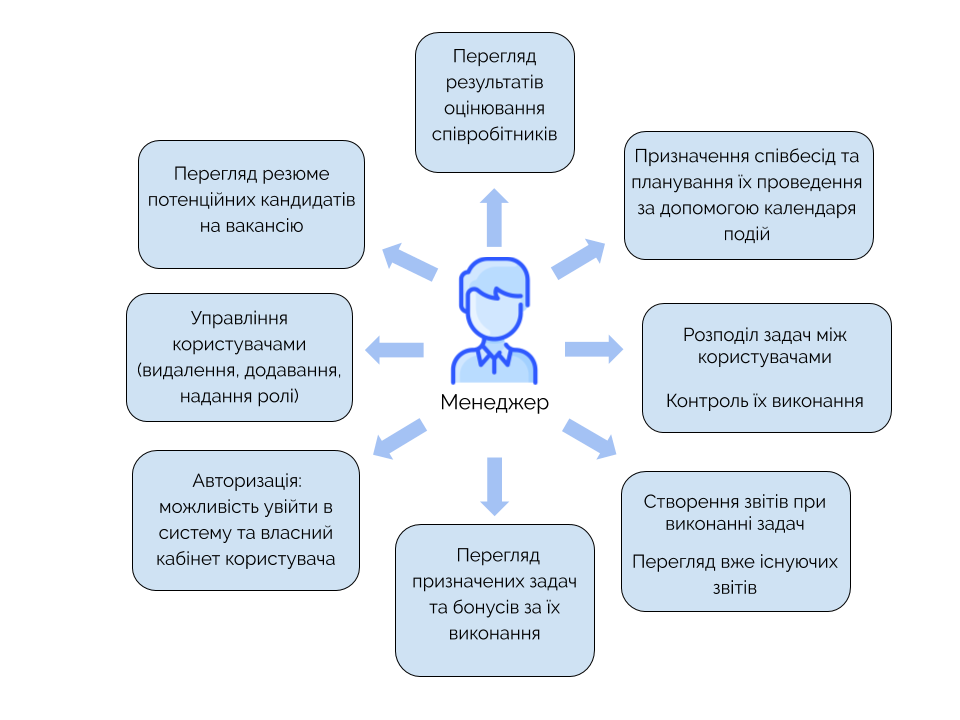 Перегляд
результатів
оцінювання
співробітників
Перегляд резюме
потенційних кандидатів
на вакансію
Призначення співбесід та
планування їх проведення
за допомогою календаря
подій
Управління
користувачами
(видалення, додавання,
надання ролі)
Менеджер
Розподіл задач між
користувачами
Контроль їх виконання
Авторизація:
можливість увійти в
систему та власний
кабінет користувача
Перегляд
призначених задач
та бонусів за їх
виконання
Створення звітів при
виконанні задач
Перегляд вже існуючих
звітів